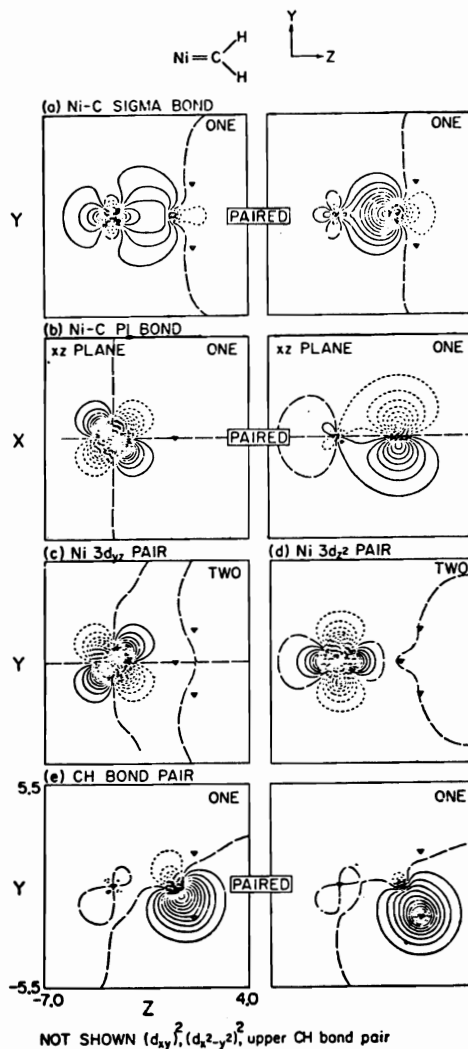 H
Y
Ni=C
Z
H
(a) Ni-C SIGMA BOND
ONE
ONE
Y
PAIRED
(b) Ni-C PI BOND
xz PLANE
ONE
xz PLANE
ONE
X
PAIRED
(c) Ni 3dyz PAIR
(d) Ni 3dz² PAIR
TWO
TWO
Y
(e) CH BOND PAIR
5.5
ONE
ONE
Y
PAIRED
-5.5
-7.0
Z
4.0
NOT SHOWN (dxy)², (dx²-y²)², upper CH bond pair